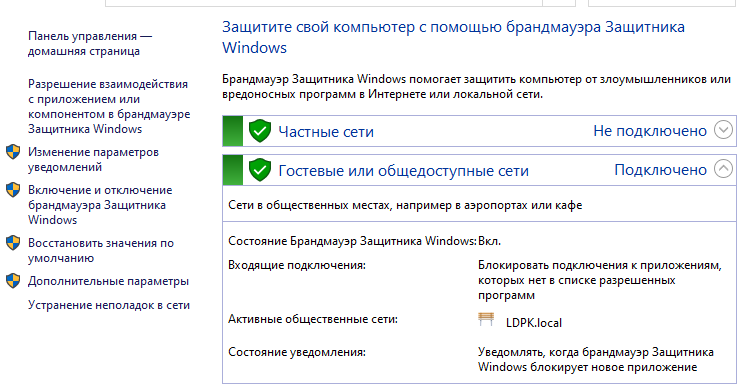 Панель управления —
домашняя страница
Разрешение взаимодействия
с приложением или
компонентом в брандмауэре
Защитника Windows
Изменение параметров
уведомлений
Включение и отключение
брандмауэра Защитника
Windows
Восстановить значения по
умолчанию
Дополнительные параметры
Устранение неполадок в сети
Защитите свой компьютер с помощью брандмауэра Защитника
Windows
Брандмауэр Защитника Windows помогает защитить компьютер от злоумышленников или
вредоносных программ в Интернете или локальной сети.
Частные сети Не подключено
Гостевые или общедоступные сети Подключено
Сети в общественных местах, например в аэропортах или кафе
Состояние Брандмауэр Защитника Windows: Вкл.
Входящие подключения: Блокировать подключения к приложениям,
которых нет в списке разрешенных
программ
Активные общественные сети: LDPK.local
Состояние уведомления: Уведомлять, когда брандмауэр Защитника
Windows блокирует новое приложение